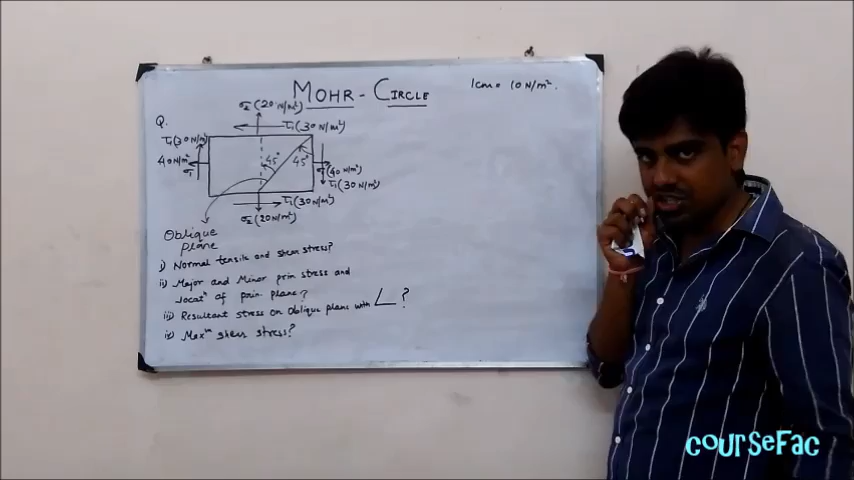 MOHR - CIRCLE
1cm = 10 N/m².
Q.
σ₂ (20 N/m²)
τ₁ (30 N/m²)
τ₁(30 N/m²)
40 N/m²
σ₁
45°
45°
σ₁ (40 N/m²)
τ₁ (30 N/m²)
τ₁ (30 N/m²)
σ₂ (20 N/m²)
Oblique
plane
i) Normal tensile and shear stress?
ii) Major and Minor prin stress and
locatⁿ of prin. plane?
iii) Resultant stress on oblique plane with ∠ ?
iv) Maxᵐ shear stress?
courseFac